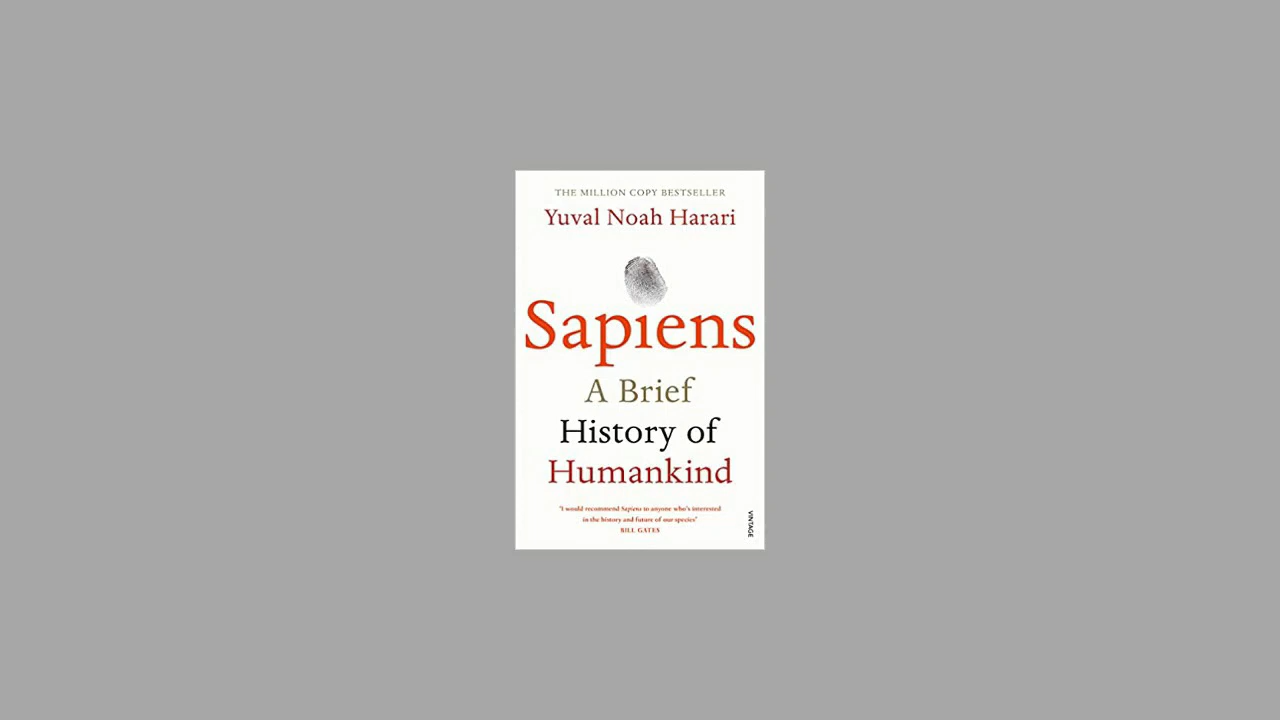 THE MILLION COPY BESTSELLER
Yuval Noah Harari
Sapiens
A Brief
History of
Humankind
"I would recommend Sapiens to anyone who's interested
in the history and future of our species"
BILL GATES
VINTAGE